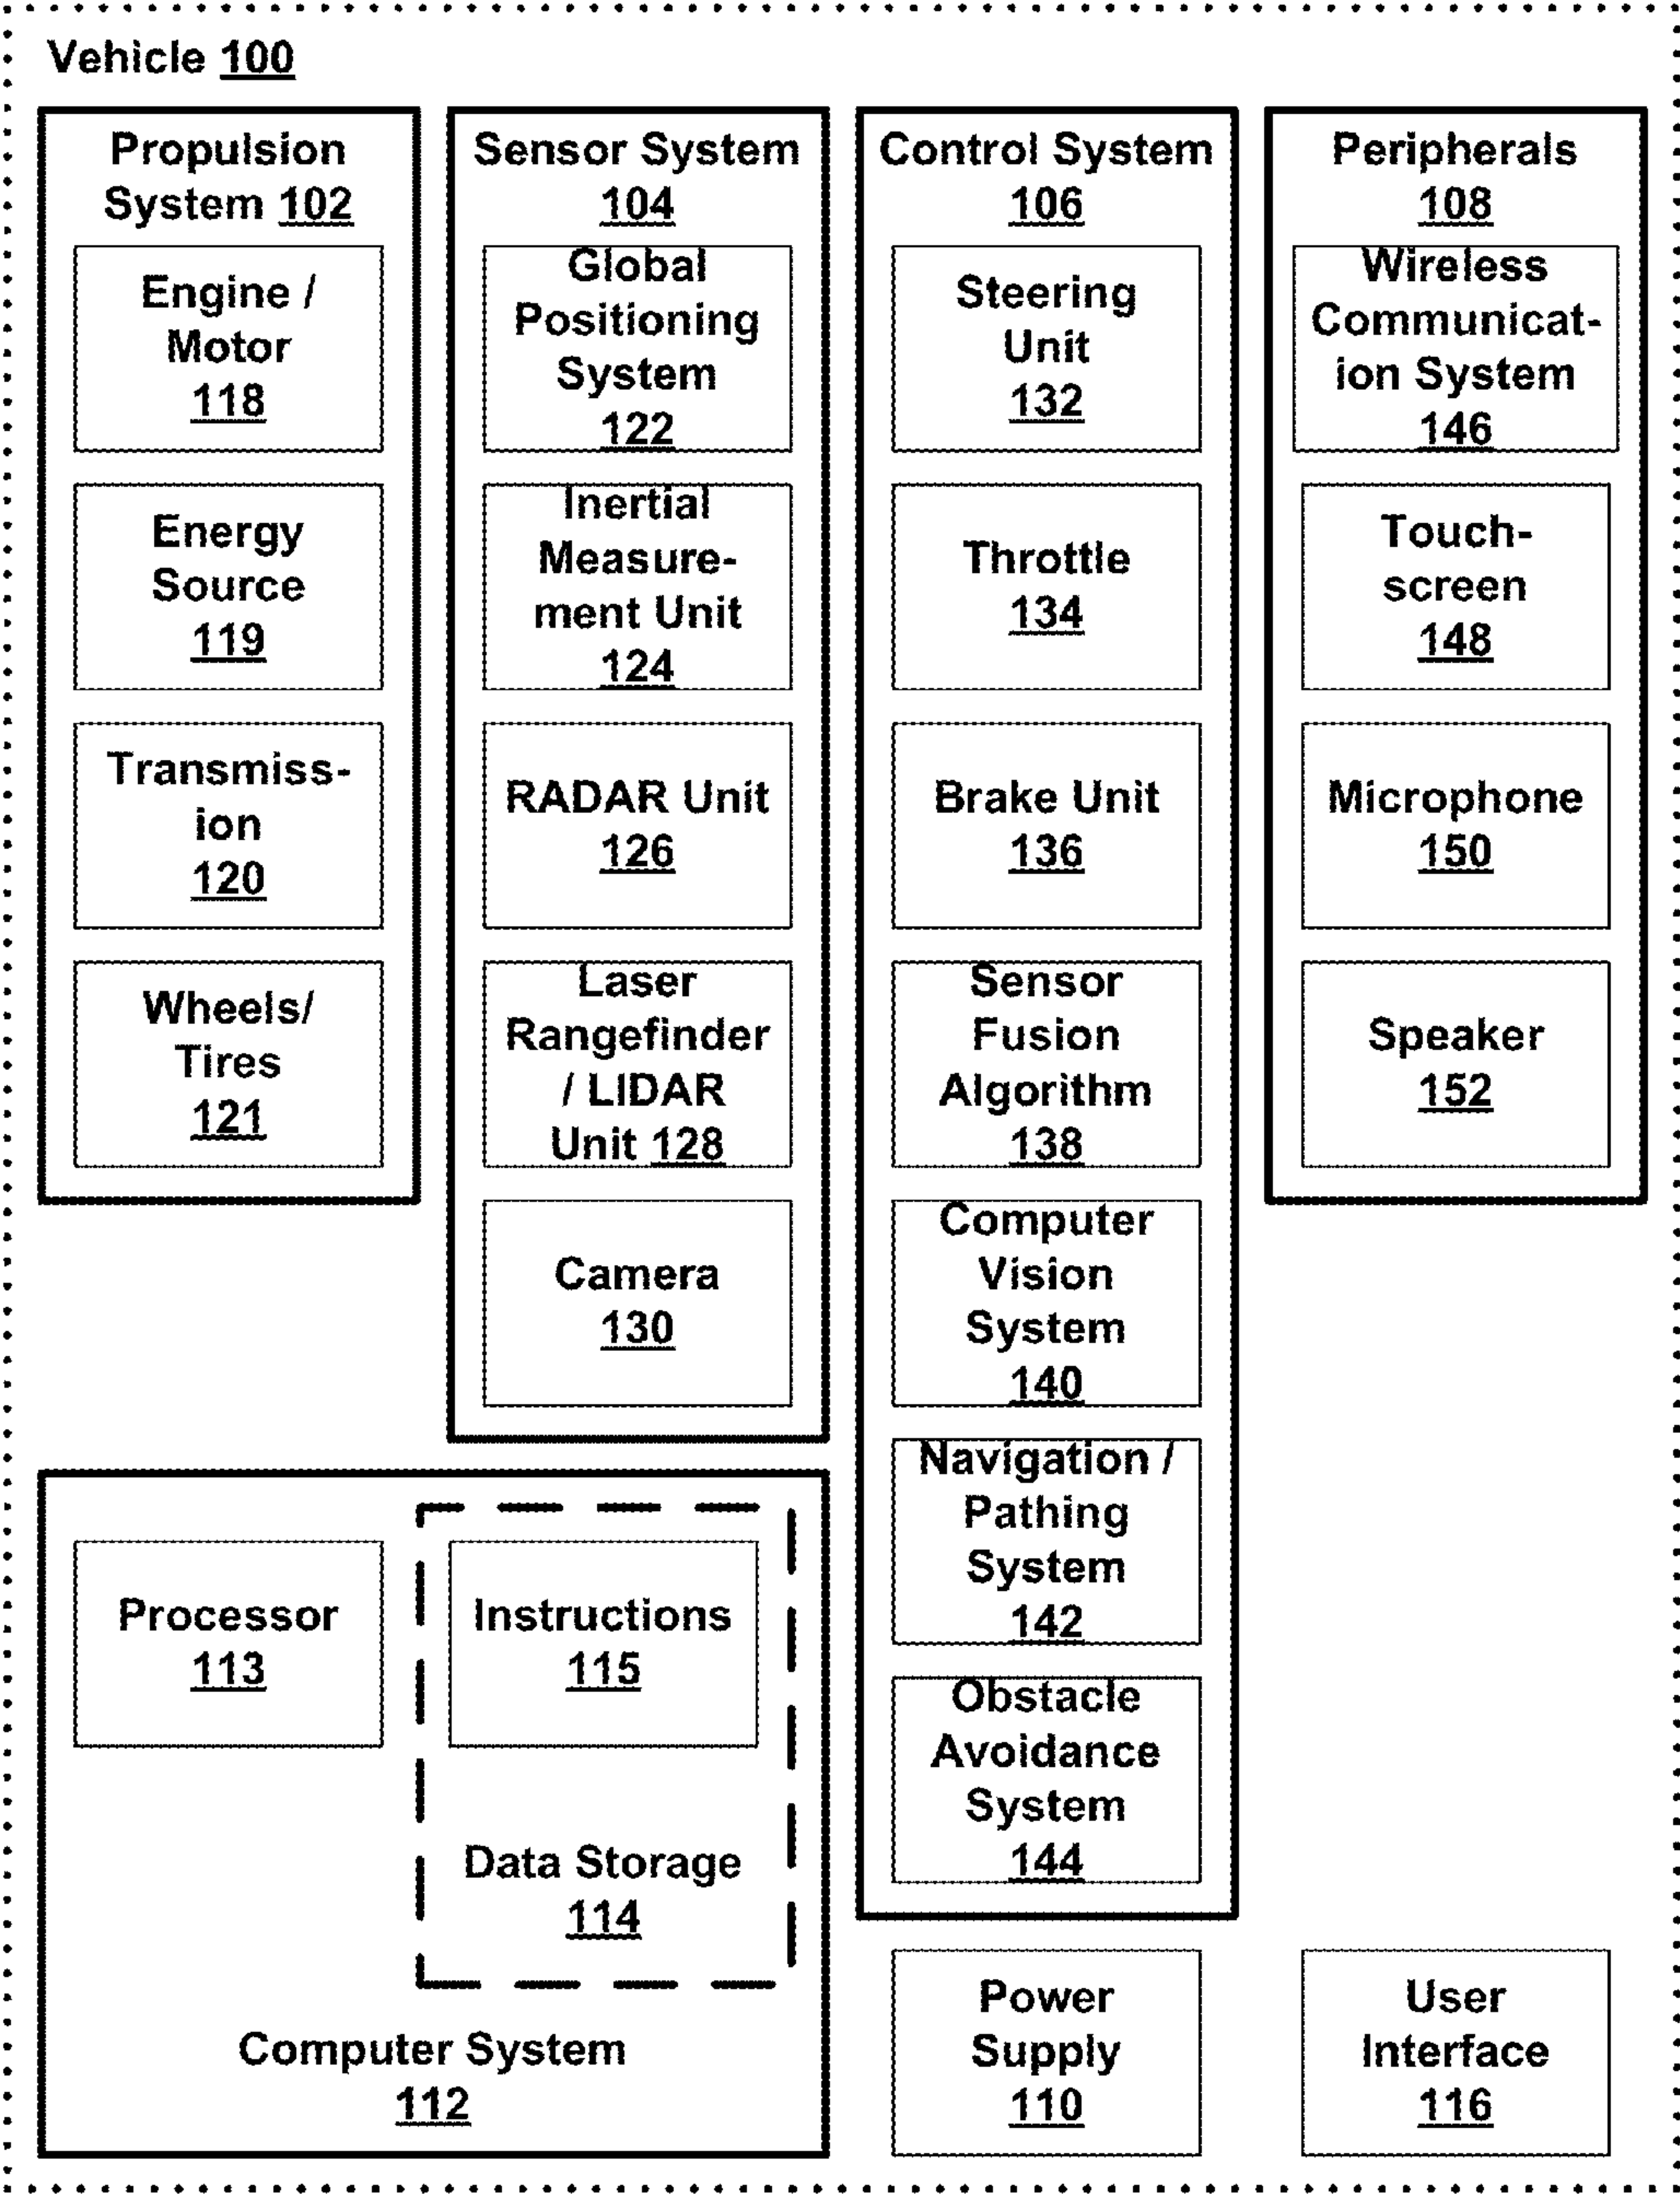 Vehicle 100
Propulsion
System 102
Engine /
Motor
118
Energy
Source
119
Transmiss-
ion
120
Wheels/
Tires
121
Sensor System
104
Global
Positioning
System
122
Inertial
Measure-
ment Unit
124
RADAR Unit
126
Laser
Rangefinder
/ LIDAR
Unit 128
Camera
130
Control System
106
Steering
Unit
132
Throttle
134
Brake Unit
136
Sensor
Fusion
Algorithm
138
Computer
Vision
System
140
Navigation /
Pathing
System
142
Obstacle
Avoidance
System
144
Peripherals
108
Wireless
Communicat-
ion System
146
Touch-
screen
148
Microphone
150
Speaker
152
Processor
113
Instructions
115
Data Storage
114
Computer System
112
Power
Supply
110
User
Interface
116